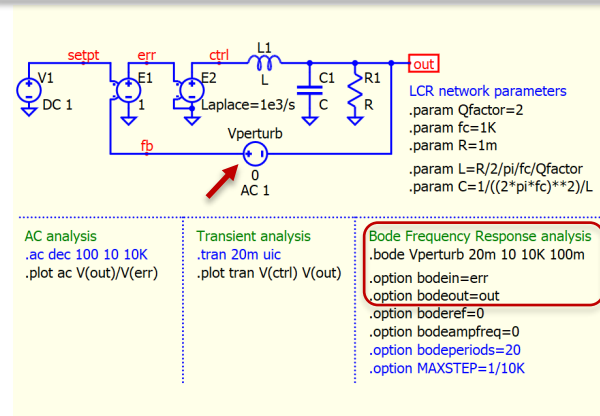 setpt
err
ctrl
L1
L
out
V1
DC 1
E1
1
E2
Laplace=1e3/s
C1
C
R1
R
fb
Vperturb
0
AC 1
LCR network parameters
.param Qfactor=2
.param fc=1K
.param R=1m
.param L=R/2/pi/fc/Qfactor
.param C=1/((2*pi*fc)**2)/L
AC analysis
.ac dec 100 10 10K
.plot ac V(out)/V(err)
Transient analysis
.tran 20m uic
.plot tran V(ctrl) V(out)
Bode Frequency Response analysis
.bode Vperturb 20m 10 10K 100m
.option bodein=err
.option bodeout=out
.option boderef=0
.option bodeampfreq=0
.option bodeperiods=20
.option MAXSTEP=1/10K